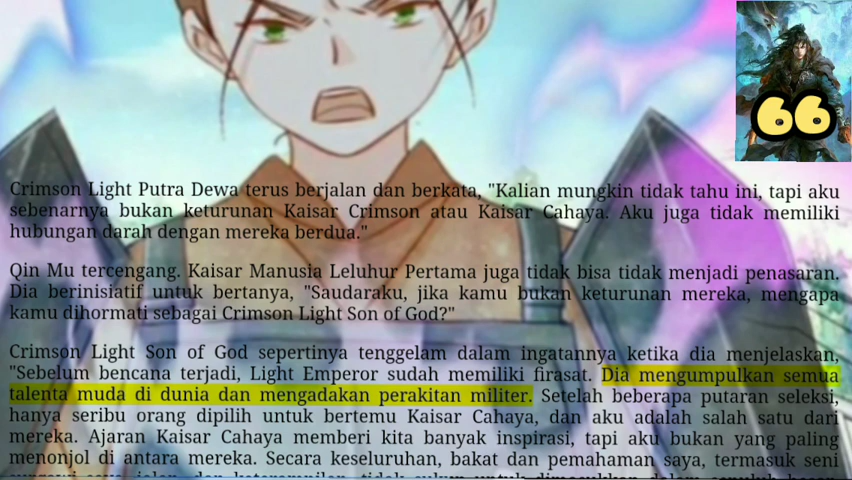 66
Crimson Light Putra Dewa terus berjalan dan berkata, "Kalian mungkin tidak tahu ini, tapi aku
sebenarnya bukan keturunan Kaisar Crimson atau Kaisar Cahaya. Aku juga tidak memiliki
hubungan darah dengan mereka berdua."
Qin Mu tercengang. Kaisar Manusia Leluhur Pertama juga tidak bisa tidak menjadi penasaran.
Dia berinisiatif untuk bertanya, "Saudaraku, jika kamu bukan keturunan mereka, mengapa
kamu dihormati sebagai Crimson Light Son of God?"
Crimson Light Son of God sepertinya tenggelam dalam ingatannya ketika dia menjelaskan,
"Sebelum bencana terjadi, Light Emperor sudah memiliki firasat. Dia mengumpulkan semua
talenta muda di dunia dan mengadakan perakitan militer. Setelah beberapa putaran seleksi,
hanya seribu orang dipilih untuk bertemu Kaisar Cahaya, dan aku adalah salah satu dari
mereka. Ajaran Kaisar Cahaya memberi kita banyak inspirasi, tapi aku bukan yang paling
menonjol di antara mereka. Secara keseluruhan, bakat dan pemahaman saya, termasuk seni